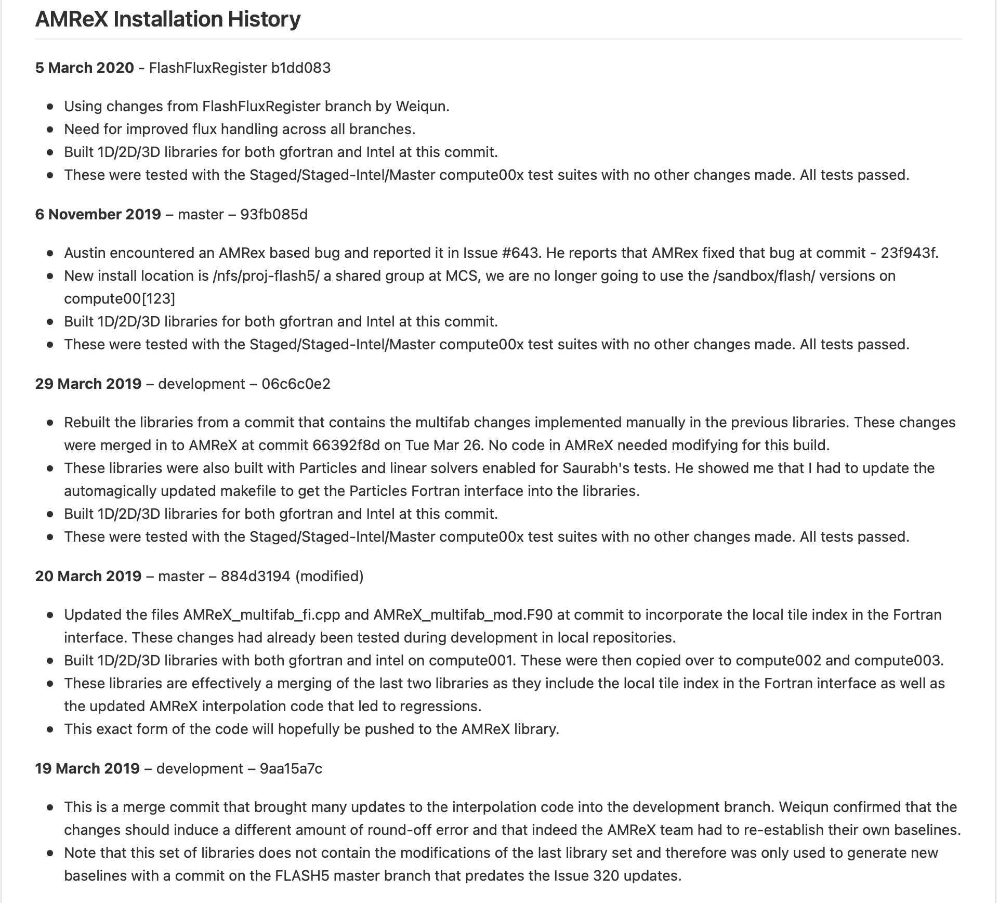 AMReX Installation History
5 March 2020 - FlashFluxRegister b1dd083
● Using changes from FlashFluxRegister branch by Weiqun.
● Need for improved flux handling across all branches.
● Built 1D/2D/3D libraries for both gfortran and Intel at this commit.
● These were tested with the Staged/Staged-Intel/Master compute00x test suites with no other changes made. All tests passed.
6 November 2019 – master – 93fb085d
● Austin encountered an AMRex based bug and reported it in Issue #643. He reports that AMRex fixed that bug at commit - 23f943f.
● New install location is /nfs/proj-flash5/ a shared group at MCS, we are no longer going to use the /sandbox/flash/ versions on
compute00[123]
● Built 1D/2D/3D libraries for both gfortran and Intel at this commit.
● These were tested with the Staged/Staged-Intel/Master compute00x test suites with no other changes made. All tests passed.
29 March 2019 – development – 06c6c0e2
● Rebuilt the libraries from a commit that contains the multifab changes implemented manually in the previous libraries. These changes
were merged in to AMReX at commit 66392f8d on Tue Mar 26. No code in AMReX needed modifying for this build.
● These libraries were also built with Particles and linear solvers enabled for Saurabh's tests. He showed me that I had to update the
automagically updated makefile to get the Particles Fortran interface into the libraries.
● Built 1D/2D/3D libraries for both gfortran and Intel at this commit.
● These were tested with the Staged/Staged-Intel/Master compute00x test suites with no other changes made. All tests passed.
20 March 2019 – master – 884d3194 (modified)
● Updated the files AMReX_multifab_fi.cpp and AMReX_multifab_mod.F90 at commit to incorporate the local tile index in the Fortran
interface. These changes had already been tested during development in local repositories.
● Built 1D/2D/3D libraries with both gfortran and intel on compute001. These were then copied over to compute002 and compute003.
● These libraries are effectively a merging of the last two libraries as they include the local tile index in the Fortran interface as well as
the updated AMReX interpolation code that led to regressions.
● This exact form of the code will hopefully be pushed to the AMReX library.
19 March 2019 – development – 9aa15a7c
● This is a merge commit that brought many updates to the interpolation code into the development branch. Weiqun confirmed that the
changes should induce a different amount of round-off error and that indeed the AMReX team had to re-establish their own baselines.
● Note that this set of libraries does not contain the modifications of the last library set and therefore was only used to generate new
baselines with a commit on the FLASH5 master branch that predates the Issue 320 updates.